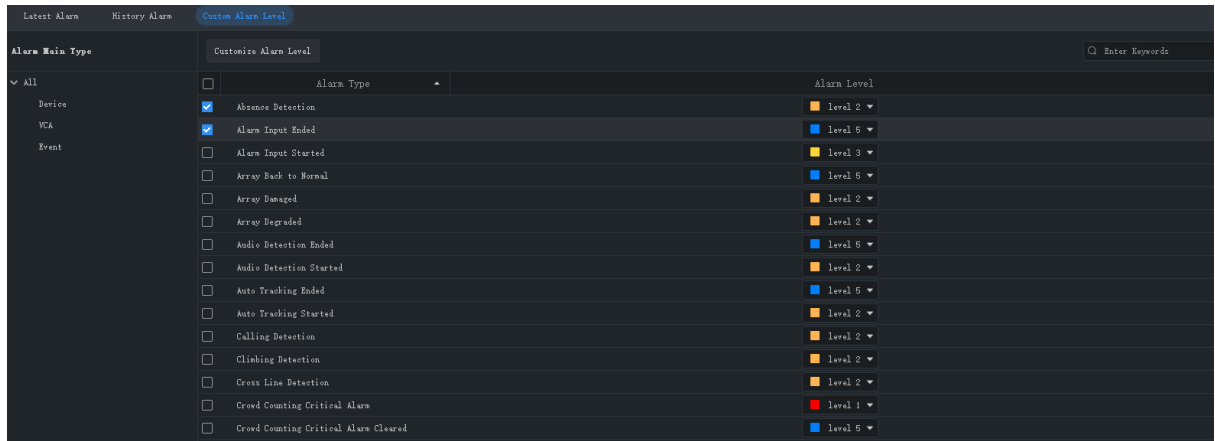 Latest Alarm History Alarm Custom Alarm Level
Alarm Main Type Customize Alarm Level Enter Keywords
All Alarm Type Alarm Level
Device Absence Detection level 2
VCA Alarm Input Ended level 5
Event Alarm Input Started level 3
Array Back to Normal level 5
Array Damaged level 2
Array Degraded level 2
Audio Detection Ended level 5
Audio Detection Started level 2
Auto Tracking Ended level 5
Auto Tracking Started level 2
Calling Detection level 2
Climbing Detection level 2
Cross Line Detection level 2
Crowd Counting Critical Alarm level 1
Crowd Counting Critical Alarm Cleared level 5